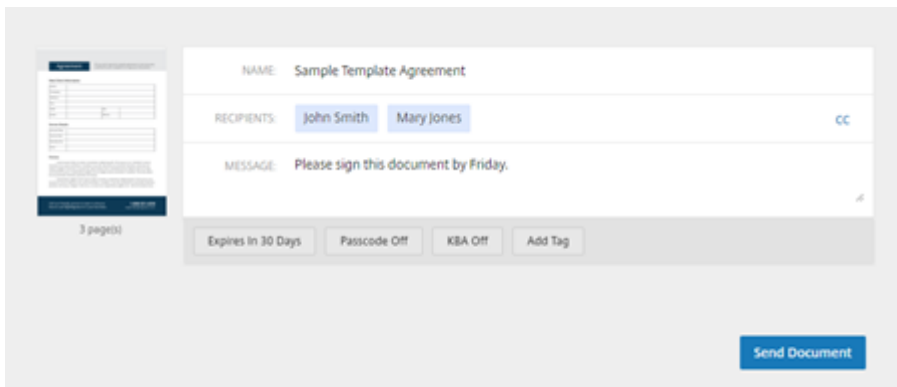 Agreement
NAME: Sample Template Agreement
RECIPIENTS: John Smith Mary Jones CC
MESSAGE: Please sign this document by Friday.
3 page(s)
Expires In 30 Days Passcode Off KBA Off Add Tag
Send Document